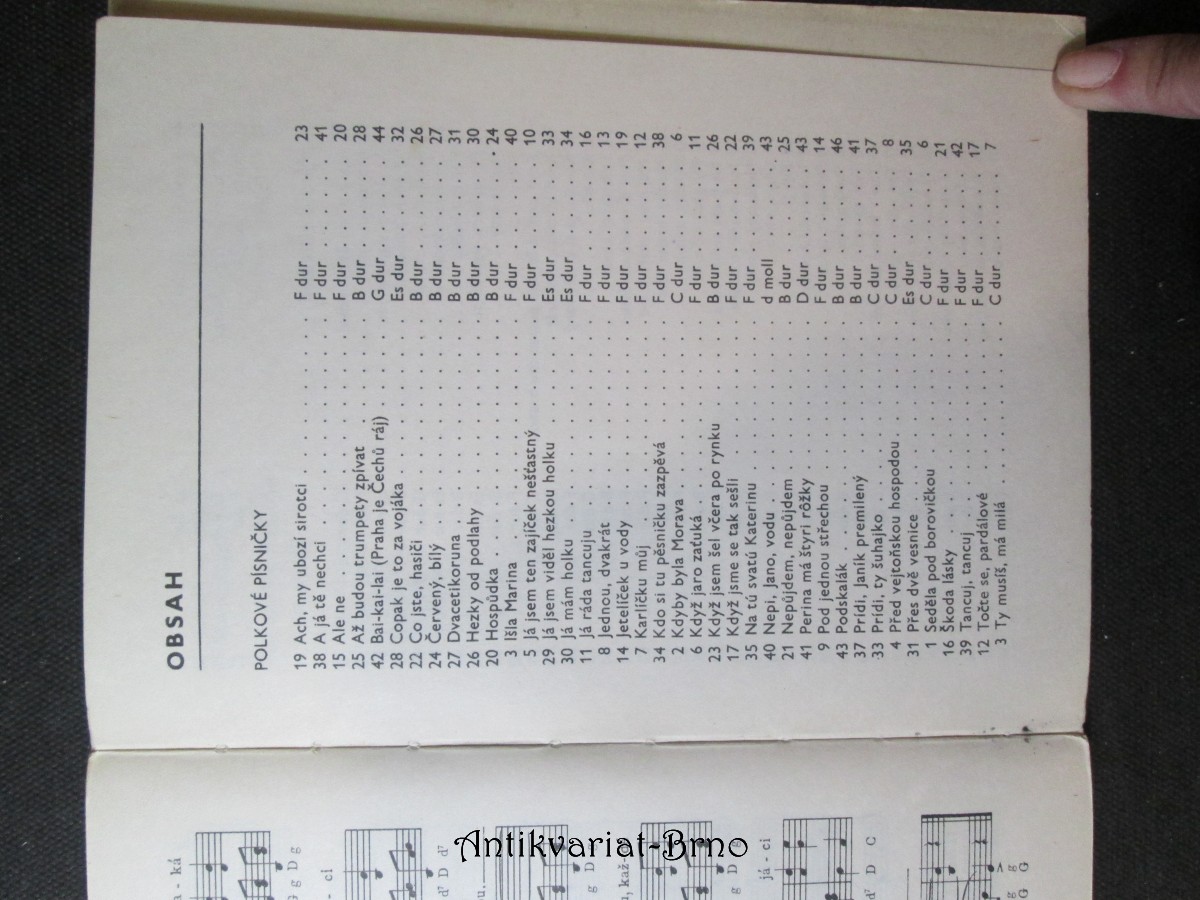 OBSAH
POLKOVÉ PÍSNIČKY
19 Ach, my ubozí sirotci . . . F dur . . . 23
38 A já tě nechci . . . F dur . . . 41
15 Ale ne . . . F dur . . . 20
25 Až budou trumpety zpívat . . . B dur . . . 28
42 Bai-kai-lai (Praha je Čechů ráj) . . . G dur . . . 44
28 Copak je to za vojáka . . . Es dur . . . 32
22 Co jste, hasiči . . . B dur . . . 26
24 Červený, bílý . . . B dur . . . 27
27 Dvacetikoruna . . . B dur . . . 31
26 Hezky od podlahy . . . B dur . . . 30
20 Hospůdka . . . B dur . . . 24
3 Išla Marina . . . F dur . . . 40
5 Já jsem ten zajíček nešťastný . . . F dur . . . 10
29 Já jsem viděl hezkou holku . . . Es dur . . . 33
30 Já mám holku . . . Es dur . . . 34
11 Já ráda tancuju . . . F dur . . . 16
8 Jednou, dvakrát . . . F dur . . . 13
14 Jetelíček u vody . . . F dur . . . 19
7 Karlíčku můj . . . F dur . . . 12
34 Kdo si tu pěsničku zazpěvá . . . F dur . . . 38
2 Kdyby byla Morava . . . C dur . . . 6
6 Když jaro zaťuká . . . F dur . . . 11
23 Když jsem šel včera po rynku . . . B dur . . . 26
17 Když jsme se tak sešli . . . F dur . . . 22
35 Na tú svatú Katerinu . . . F dur . . . 39
40 Nepi, Jano, vodu . . . d moll . . . 43
21 Nepůjdem, nepůjdem . . . B dur . . . 25
41 Perina má štyri rôžky . . . D dur . . . 43
9 Pod jednou střechou . . . F dur . . . 14
43 Podskalák . . . B dur . . . 46
37 Prídi, Janík premilený . . . B dur . . . 41
33 Prídi, ty šuhajko . . . C dur . . . 37
4 Před vejtoňskou hospodou . . . C dur . . . 8
31 Přes dvě vesnice . . . Es dur . . . 35
1 Seděla pod borovičkou . . . C dur . . . 6
16 Škoda lásky . . . F dur . . . 21
39 Tancuj, tancuj . . . F dur . . . 42
12 Točte se, pardálové . . . F dur . . . 17
3 Ty musíš, má milá . . . C dur . . . 7
Antikvariat-Brno